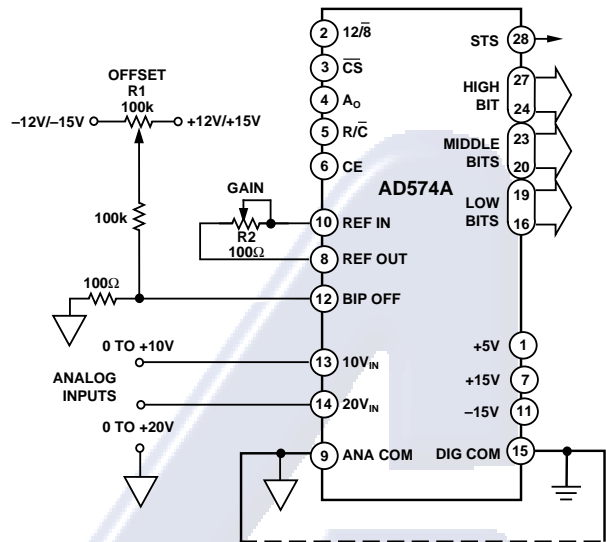 OFFSET
R1
100k
–12V/–15V
+12V/+15V
100k
100Ω
GAIN
R2
100Ω
0 TO +10V
ANALOG
INPUTS
0 TO +20V
AD574A
2 12/8̅
3 C̅S̅
4 AO
5 R/C̅
6 CE
10 REF IN
8 REF OUT
12 BIP OFF
13 10VIN
14 20VIN
9 ANA COM
STS 28
HIGH
BIT
27
24
MIDDLE
BITS
23
20
LOW
BITS
19
16
+5V 1
+15V 7
–15V 11
DIG COM 15